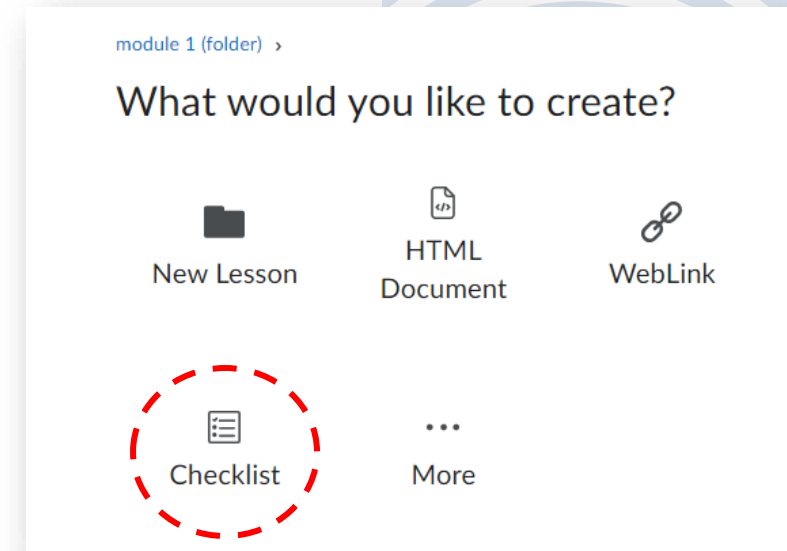 module 1 (folder) ›
What would you like to create?
New Lesson
HTML
Document
WebLink
Checklist
More